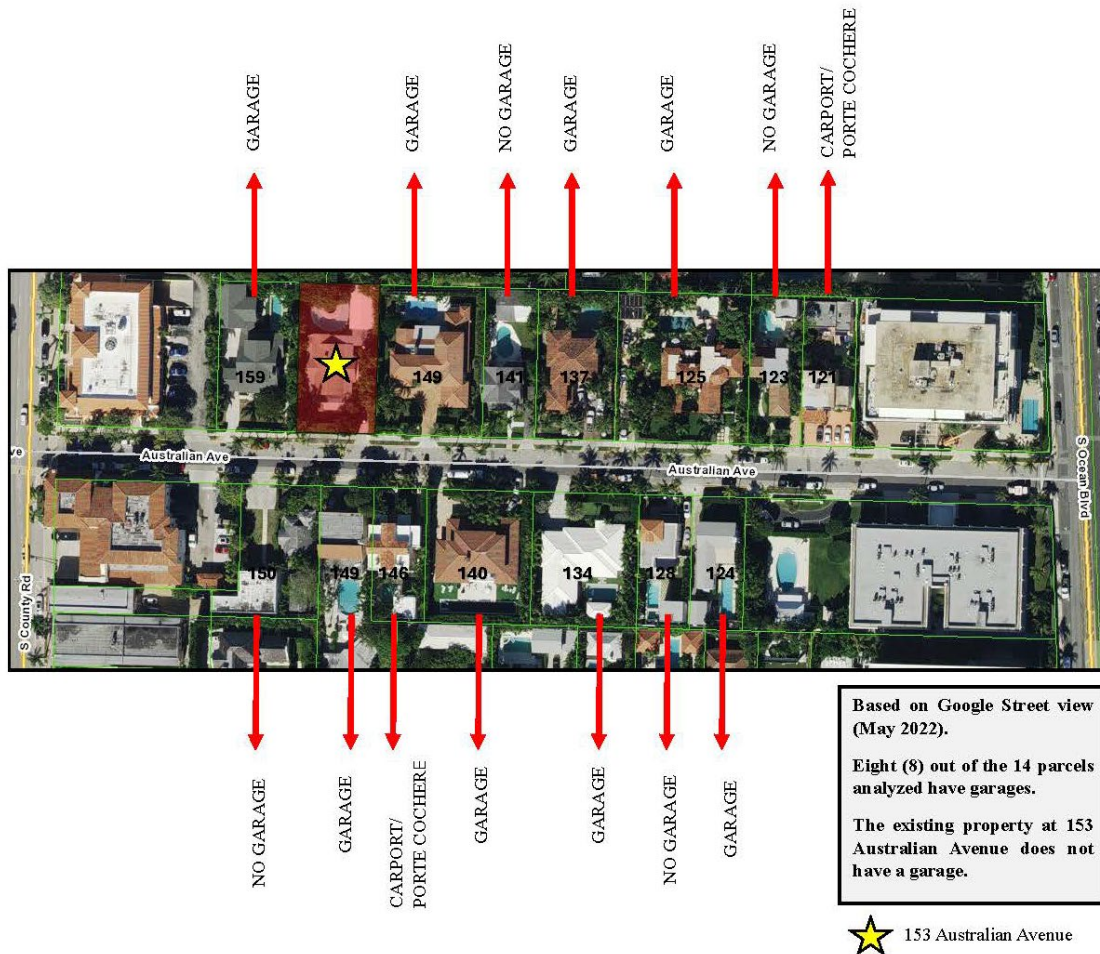 GARAGE
GARAGE
NO GARAGE
GARAGE
GARAGE
NO GARAGE
CARPORT/
PORTE COCHERE
159
149
141
137
125
123
121
ve
Australian Ave
Australian Ave
S Ocean Blvd
S County Rd
150
149
146
140
134
128
124
NO GARAGE
GARAGE
CARPORT/
PORTE COCHERE
GARAGE
GARAGE
NO GARAGE
GARAGE
Based on Google Street view
(May 2022).
Eight (8) out of the 14 parcels
analyzed have garages.
The existing property at 153
Australian Avenue does not
have a garage.
153 Australian Avenue